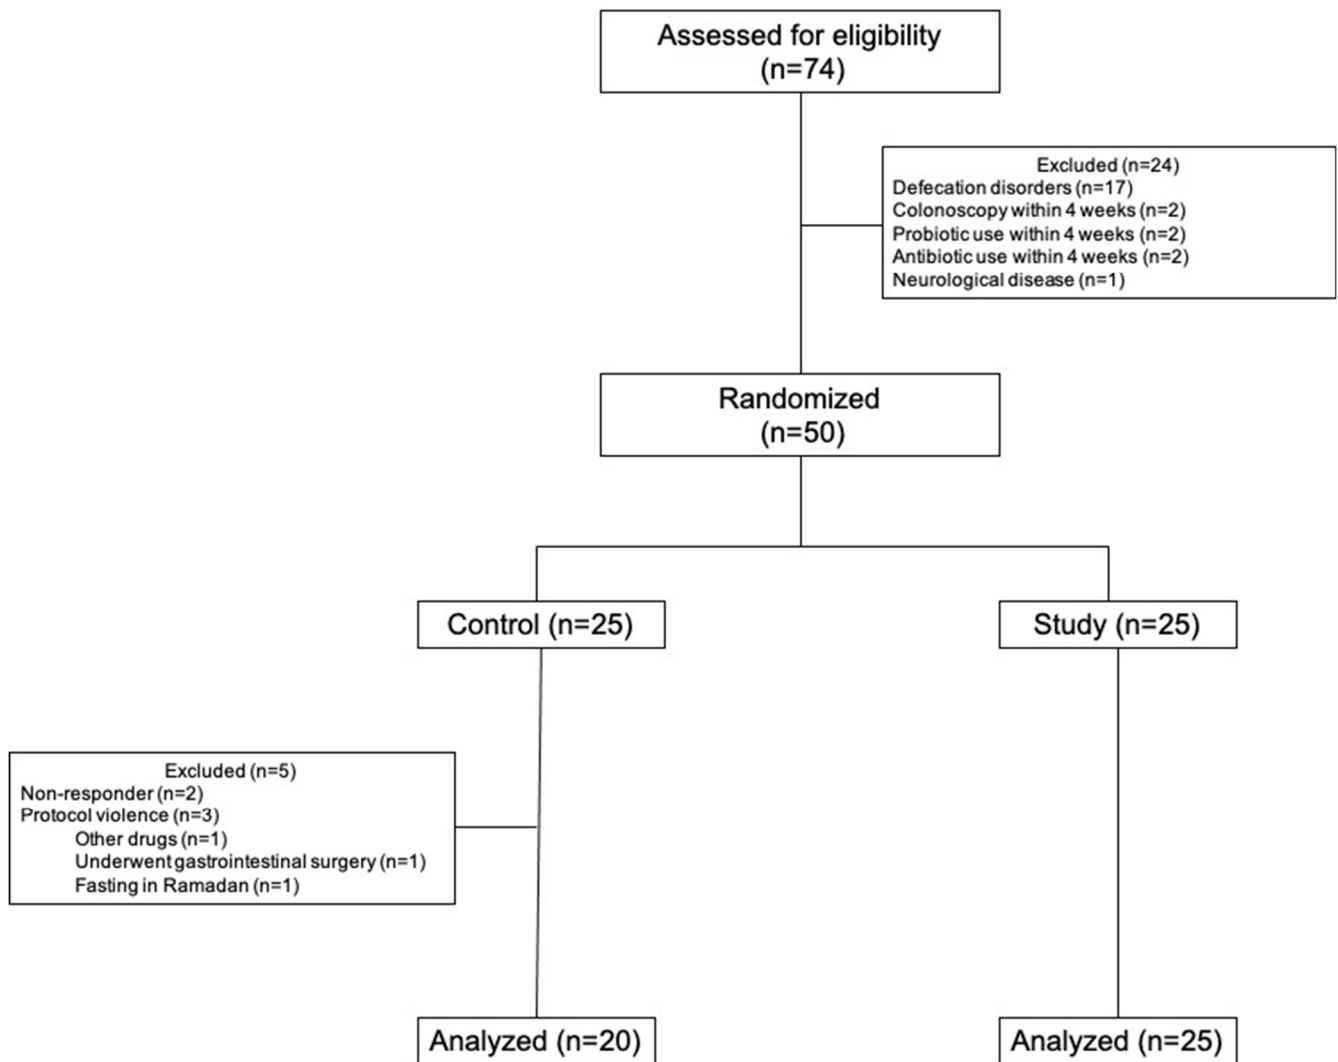 Assessed for eligibility
(n=74)
Excluded (n=24)
Defecation disorders (n=17)
Colonoscopy within 4 weeks (n=2)
Probiotic use within 4 weeks (n=2)
Antibiotic use within 4 weeks (n=2)
Neurological disease (n=1)
Randomized
(n=50)
Control (n=25)
Study (n=25)
Excluded (n=5)
Non-responder (n=2)
Protocol violence (n=3)
Other drugs (n=1)
Underwent gastrointestinal surgery (n=1)
Fasting in Ramadan (n=1)
Analyzed (n=20)
Analyzed (n=25)